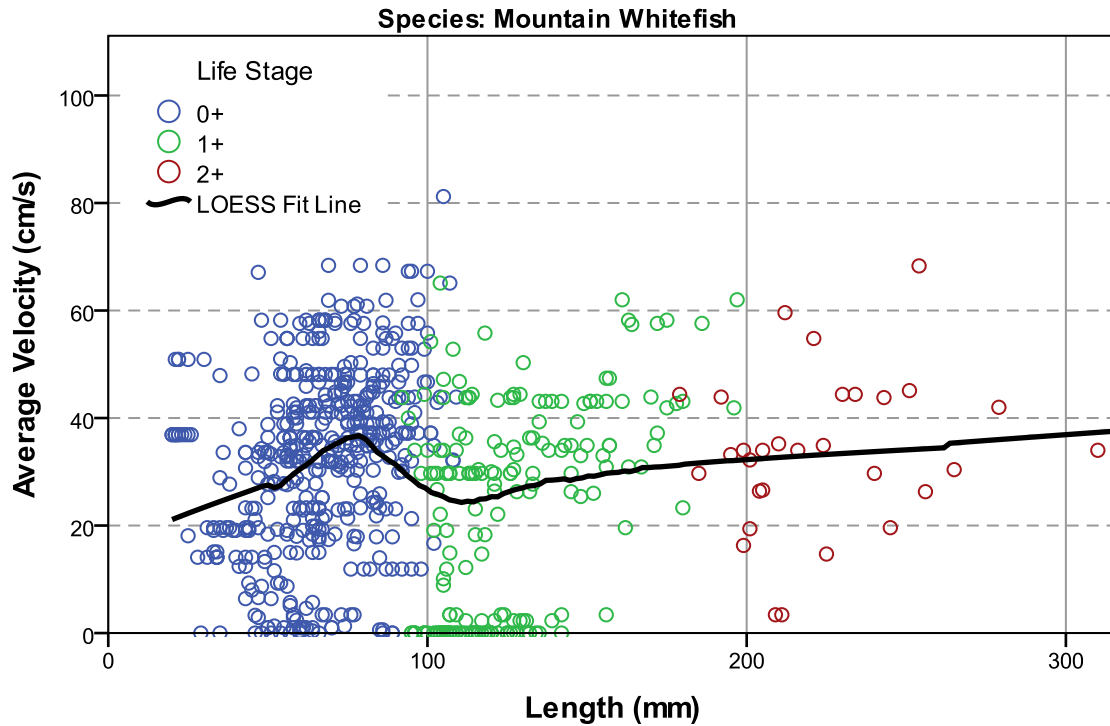 Species: Mountain Whitefish
Life Stage
0+
1+
2+
LOESS Fit Line
100
80
60
40
20
0
Average Velocity (cm/s)
0
100
200
300
Length (mm)